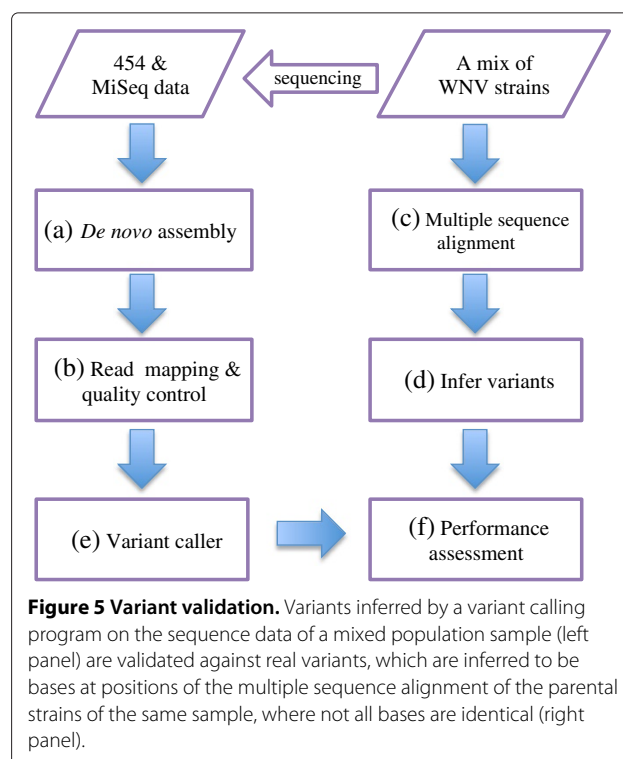 454 &
MiSeq data
sequencing
A mix of
WNV strains
(a) De novo assembly
(c) Multiple sequence
alignment
(b) Read mapping &
quality control
(d) Infer variants
(e) Variant caller
(f) Performance
assessment
Figure 5 Variant validation. Variants inferred by a variant calling
program on the sequence data of a mixed population sample (left
panel) are validated against real variants, which are inferred to be
bases at positions of the multiple sequence alignment of the parental
strains of the same sample, where not all bases are identical (right
panel).